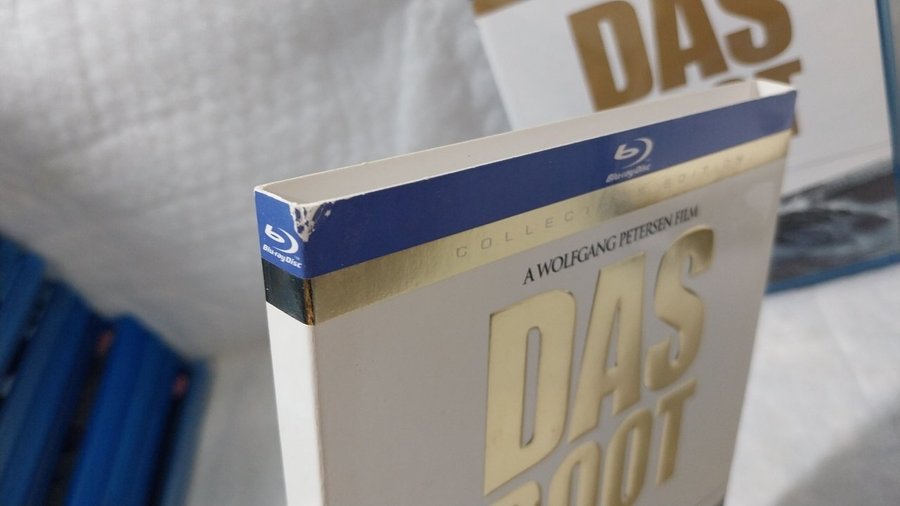 DAS
Blu-ray Disc
Blu-ray Disc
COLLECTOR'S EDITION
A WOLFGANG PETERSEN FILM
DAS
BOOT